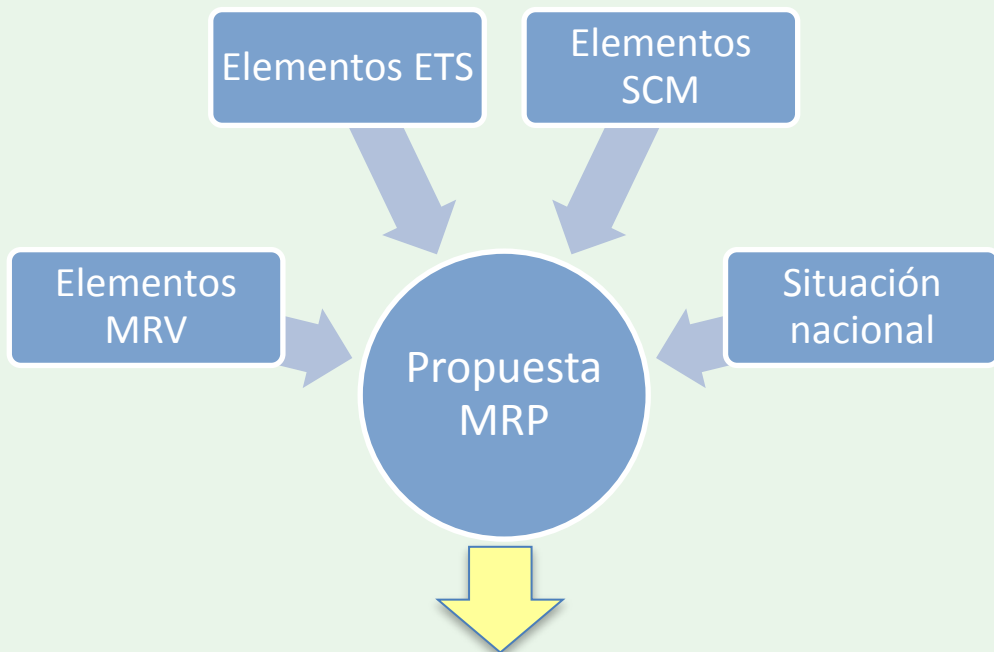 Elementos ETS
Elementos
SCM
Elementos
MRV
Situación
nacional
Propuesta
MRP